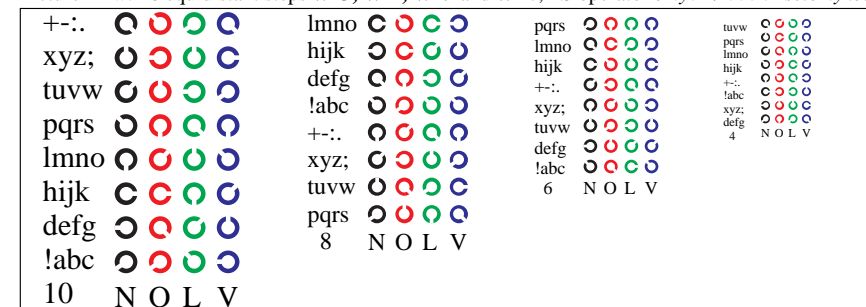 +-:.
xyz;
tuvw
pqrs
lmno
hijk
defg
!abc
10 N O L V
lmno
hijk
defg
!abc
+-:.
xyz;
tuvw
pqrs
8 N O L V
pqrs
lmno
hijk
+-:.
xyz;
tuvw
defg
!abc
6 N O L V
tuvw
pqrs
lmno
hijk
+-:.
!abc
xyz;
defg
4 N O L V